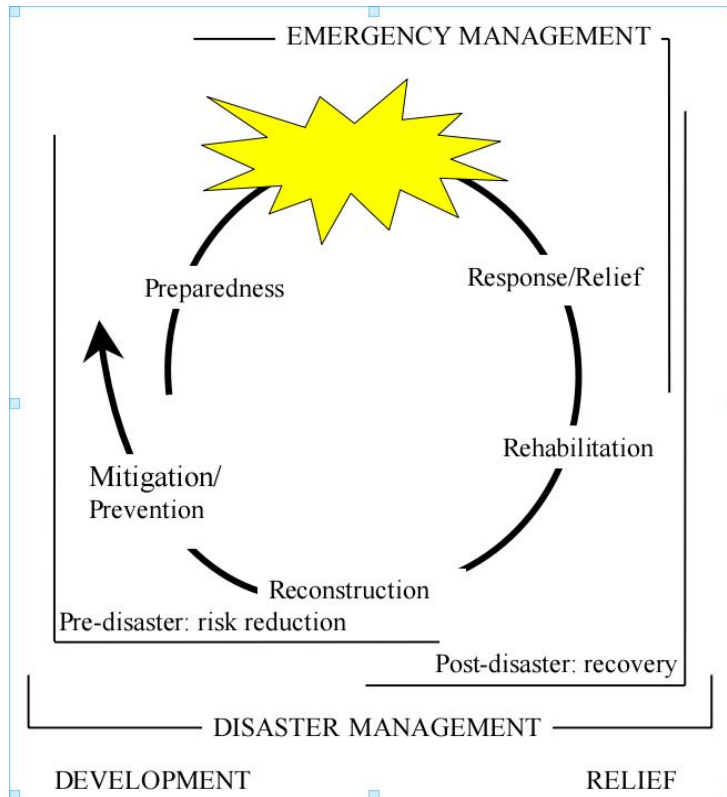 EMERGENCY MANAGEMENT
Preparedness
Response/Relief
Rehabilitation
Mitigation/
Prevention
Reconstruction
Pre-disaster: risk reduction
Post-disaster: recovery
DISASTER MANAGEMENT
DEVELOPMENT
RELIEF